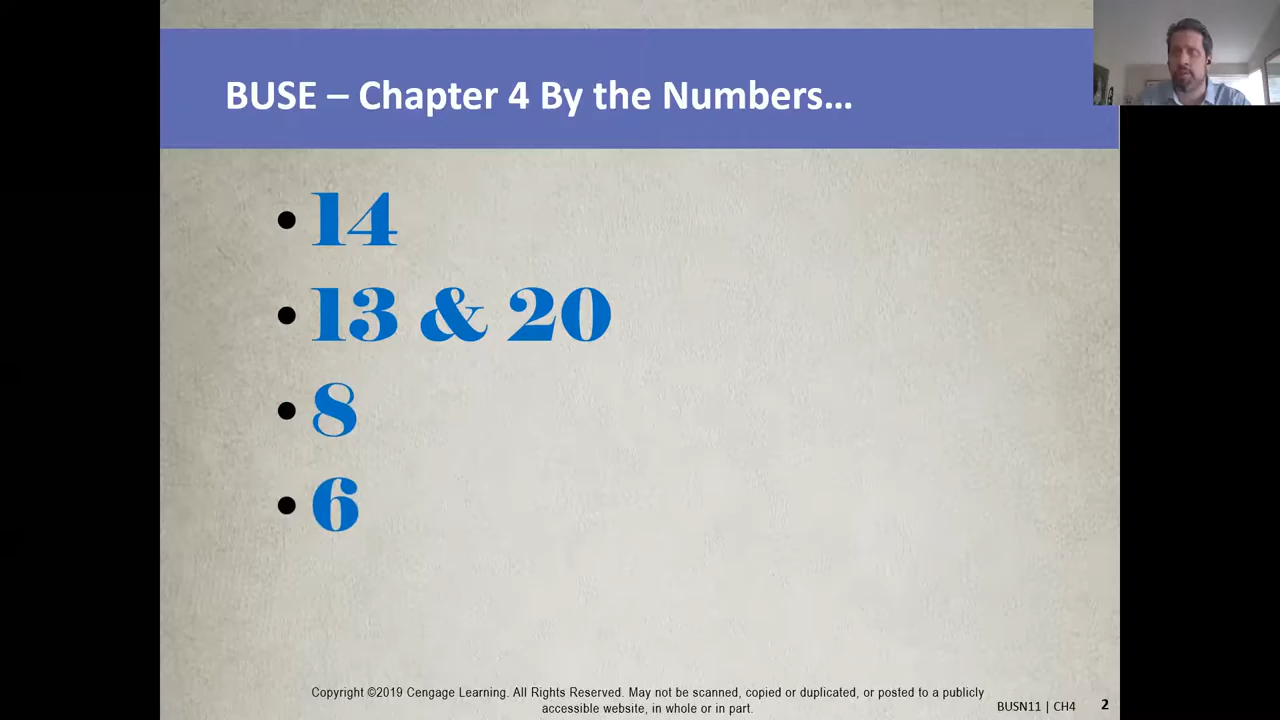 BUSE – Chapter 4 By the Numbers…
• 14
• 13 & 20
• 8
• 6
Copyright ©2019 Cengage Learning. All Rights Reserved. May not be scanned, copied or duplicated, or posted to a publicly
accessible website, in whole or in part.
BUSN11 | CH4 2